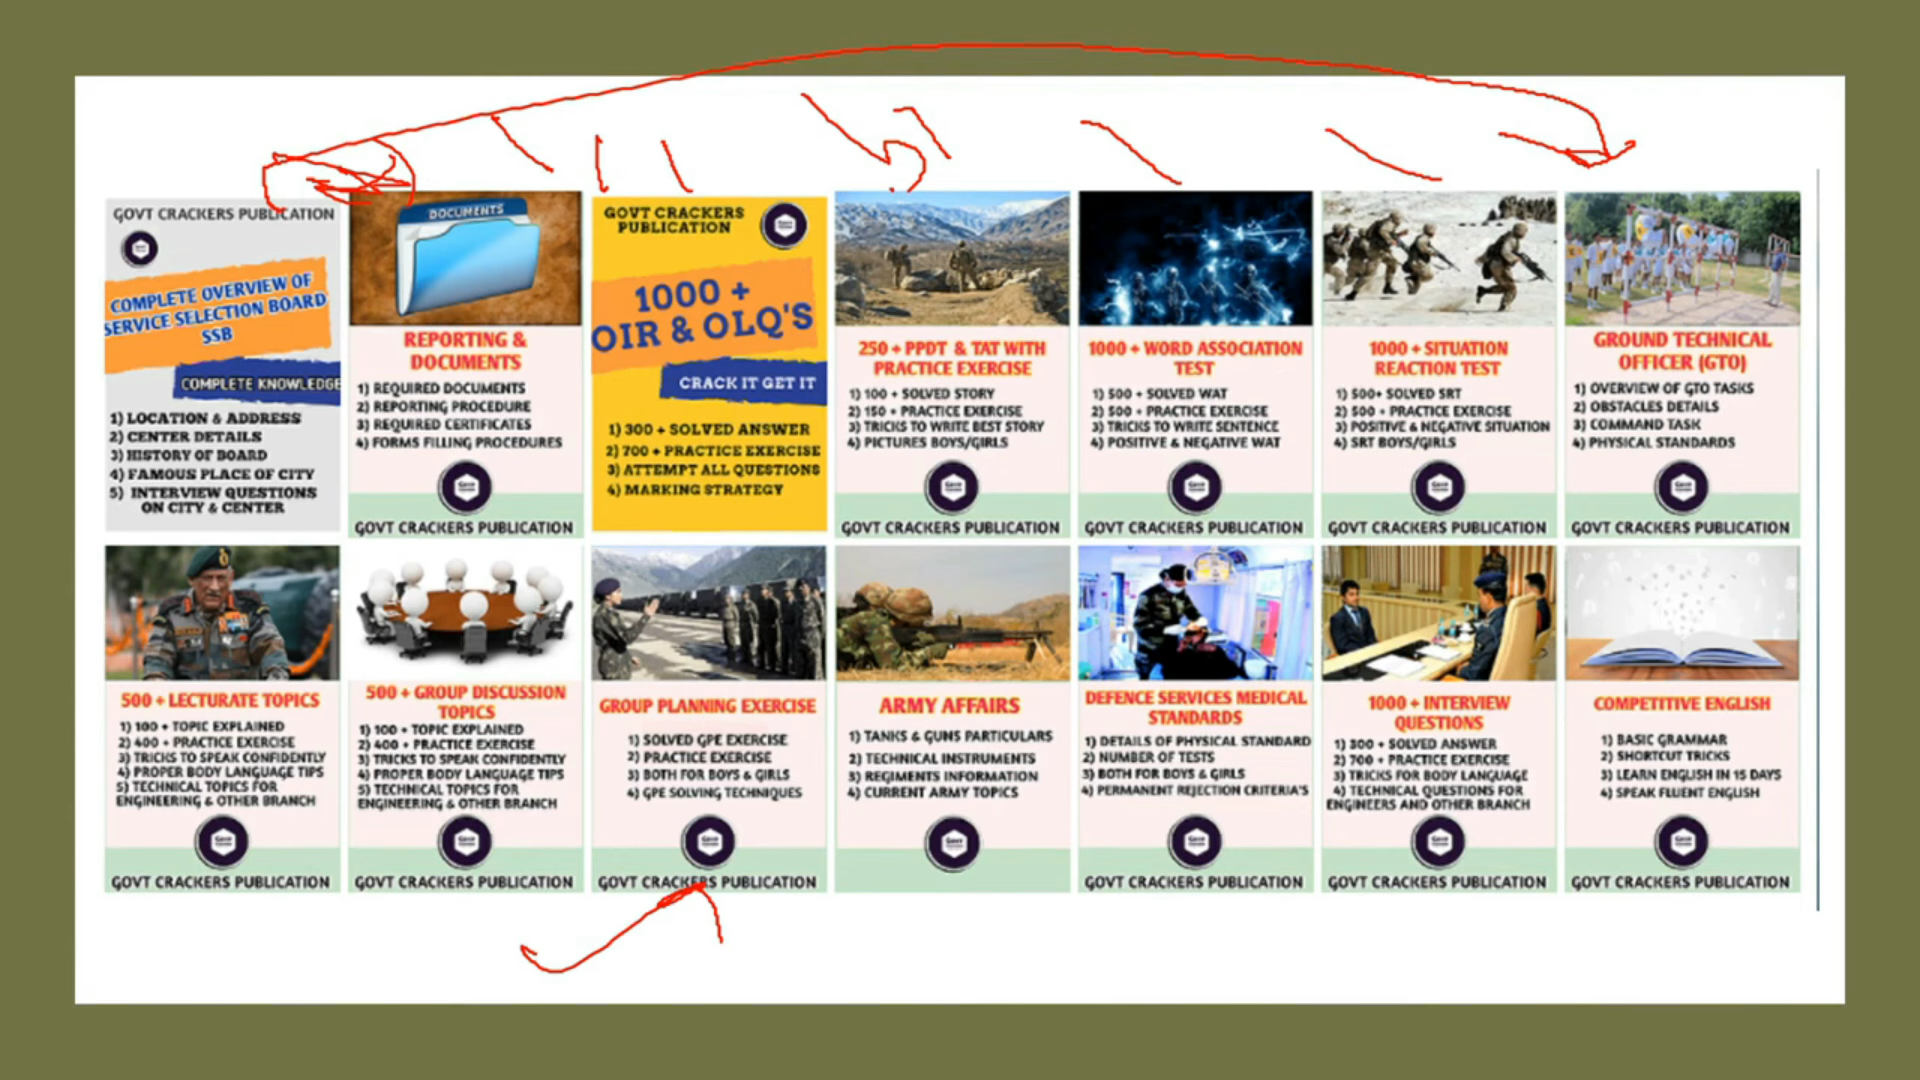 GOVT CRACKERS PUBLICATION
COMPLETE OVERVIEW OF
SERVICE SELECTION BOARD
SSB
COMPLETE KNOWLEDGE
1) LOCATION & ADDRESS
2) CENTER DETAILS
3) HISTORY OF BOARD
4) FAMOUS PLACE OF CITY
5) INTERVIEW QUESTIONS
ON CITY & CENTER
DOCUMENTS
REPORTING &
DOCUMENTS
1) REQUIRED DOCUMENTS
2) REPORTING PROCEDURE
3) REQUIRED CERTIFICATES
4) FORMS FILLING PROCEDURES
GOVT CRACKERS PUBLICATION
GOVT CRACKERS
PUBLICATION
1000 +
OIR & OLQ'S
CRACK IT GET IT
1) 300 + SOLVED ANSWER
2) 700 + PRACTICE EXERCISE
3) ATTEMPT ALL QUESTIONS
4) MARKING STRATEGY
250 + PPDT & TAT WITH
PRACTICE EXERCISE
1) 100 + SOLVED STORY
2) 150 + PRACTICE EXERCISE
3) TRICKS TO WRITE BEST STORY
4) PICTURES BOYS/GIRLS
GOVT CRACKERS PUBLICATION
1000 + WORD ASSOCIATION
TEST
1) 500 + SOLVED WAT
2) 500 + PRACTICE EXERCISE
3) TRICKS TO WRITE SENTENCE
4) POSITIVE & NEGATIVE WAT
GOVT CRACKERS PUBLICATION
1000 + SITUATION
REACTION TEST
1) 500+ SOLVED SRT
2) 500 + PRACTICE EXERCISE
3) POSITIVE & NEGATIVE SITUATION
4) SRT BOYS/GIRLS
GOVT CRACKERS PUBLICATION
GROUND TECHNICAL
OFFICER (GTO)
1) OVERVIEW OF GTO TASKS
2) OBSTACLES DETAILS
3) COMMAND TASK
4) PHYSICAL STANDARDS
GOVT CRACKERS PUBLICATION
500 + LECTURATE TOPICS
1) 100 + TOPIC EXPLAINED
2) 400 + PRACTICE EXERCISE
3) TRICKS TO SPEAK CONFIDENTLY
4) PROPER BODY LANGUAGE TIPS
5) TECHNICAL TOPICS FOR
ENGINEERING & OTHER BRANCH
GOVT CRACKERS PUBLICATION
500 + GROUP DISCUSSION
TOPICS
1) 100 + TOPIC EXPLAINED
2) 400 + PRACTICE EXERCISE
3) TRICKS TO SPEAK CONFIDENTLY
4) PROPER BODY LANGUAGE TIPS
5) TECHNICAL TOPICS FOR
ENGINEERING & OTHER BRANCH
GOVT CRACKERS PUBLICATION
GROUP PLANNING EXERCISE
1) SOLVED GPE EXERCISE
2) PRACTICE EXERCISE
3) BOTH FOR BOYS & GIRLS
4) GPE SOLVING TECHNIQUES
GOVT CRACKERS PUBLICATION
ARMY AFFAIRS
1) TANKS & GUNS PARTICULARS
2) TECHNICAL INSTRUMENTS
3) REGIMENTS INFORMATION
4) CURRENT ARMY TOPICS
DEFENCE SERVICES MEDICAL
STANDARDS
1) DETAILS OF PHYSICAL STANDARD
2) NUMBER OF TESTS
3) BOTH FOR BOYS & GIRLS
4) PERMANENT REJECTION CRITERIA'S
GOVT CRACKERS PUBLICATION
1000 + INTERVIEW
QUESTIONS
1) 300 + SOLVED ANSWER
2) 700 + PRACTICE EXERCISE
3) TRICKS FOR BODY LANGUAGE
4) TECHNICAL QUESTIONS FOR
ENGINEERS AND OTHER BRANCH
GOVT CRACKERS PUBLICATION
COMPETITIVE ENGLISH
1) BASIC GRAMMAR
2) SHORTCUT TRICKS
3) LEARN ENGLISH IN 15 DAYS
4) SPEAK FLUENT ENGLISH
GOVT CRACKERS PUBLICATION